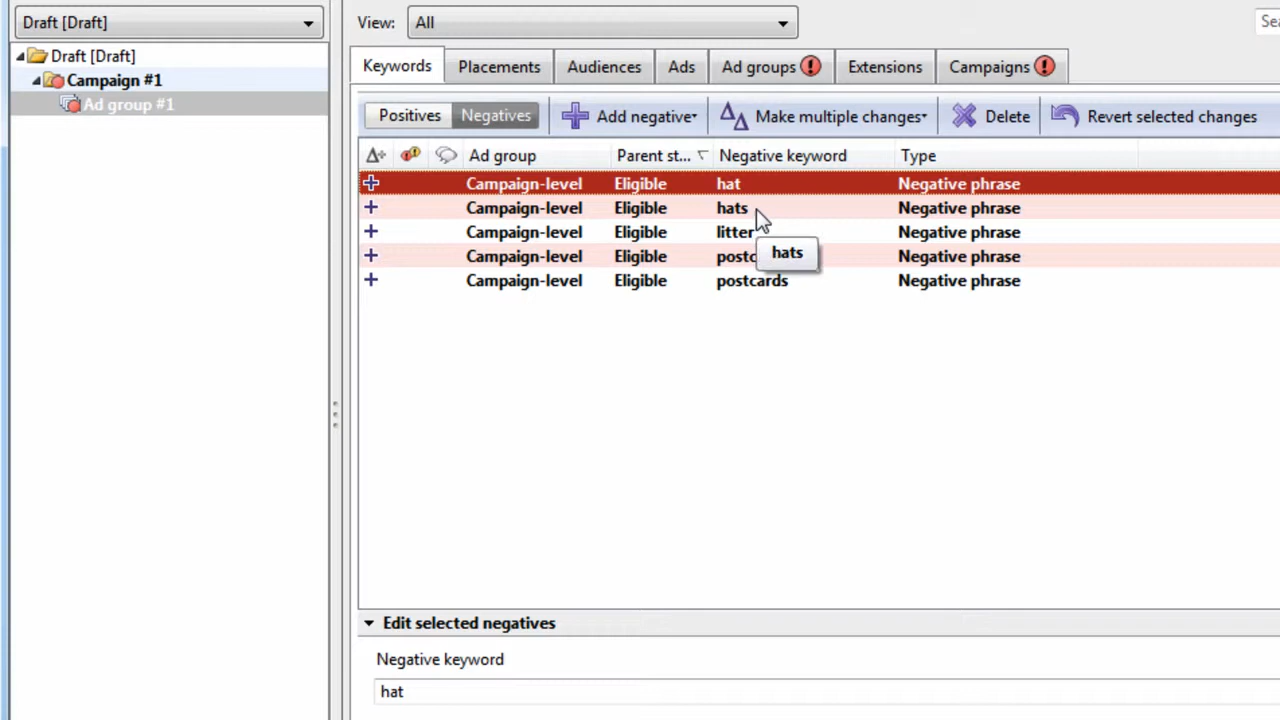 Draft [Draft]
View: All
Draft [Draft]
Campaign #1
Ad group #1
Keywords Placements Audiences Ads Ad groups Extensions Campaigns
Positives Negatives Add negative Make multiple changes Delete Revert selected changes
Ad group Parent st... Negative keyword Type
Campaign-level Eligible hat Negative phrase
Campaign-level Eligible hats Negative phrase
Campaign-level Eligible litter Negative phrase
hats
Campaign-level Eligible Negative phrase
Campaign-level Eligible postcards Negative phrase
Edit selected negatives
Negative keyword
hat